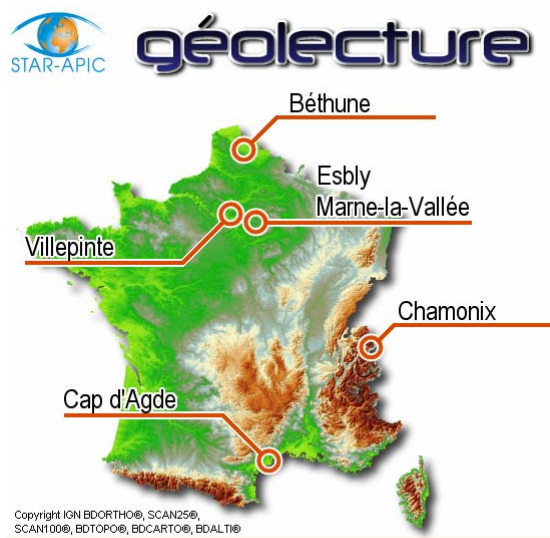 STAR-APIC
géolecture
Béthune
Esbly
Marne-la-Vallée
Villepinte
Chamonix
Cap d'Agde
Copyright IGN BDORTHO®, SCAN25®,
SCAN100®, BDTOPO®, BDCARTO®, BDALTI®